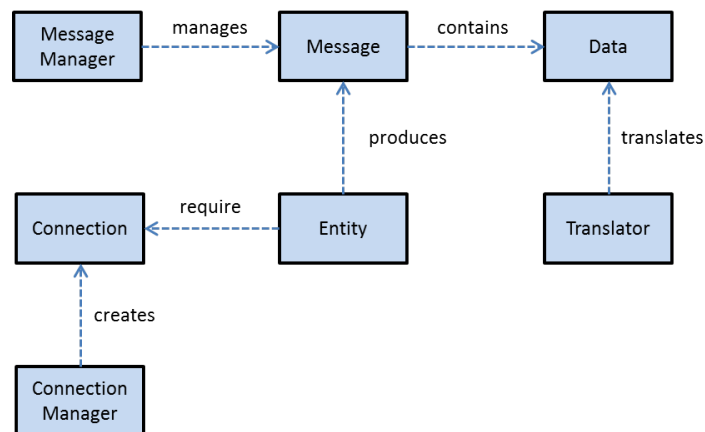 Message
Manager
manages
Message
contains
Data
produces
translates
Connection
require
Entity
Translator
creates
Connection
Manager